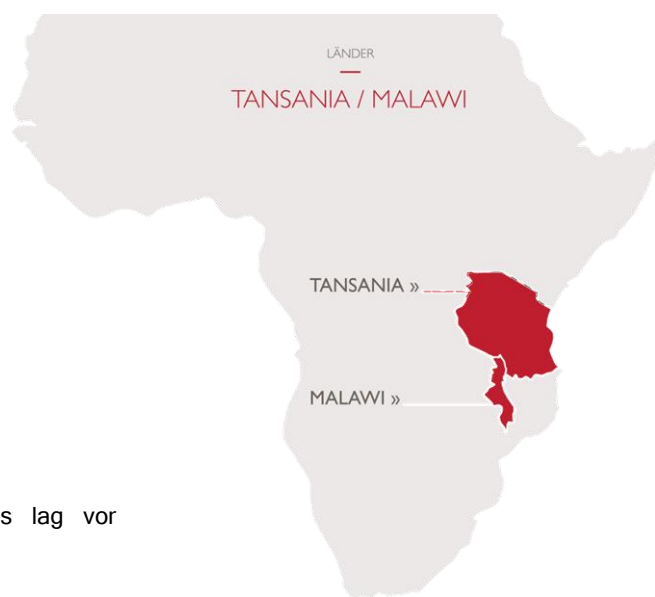 LÄNDER
TANSANIA / MALAWI
TANSANIA »
MALAWI »
s lag vor